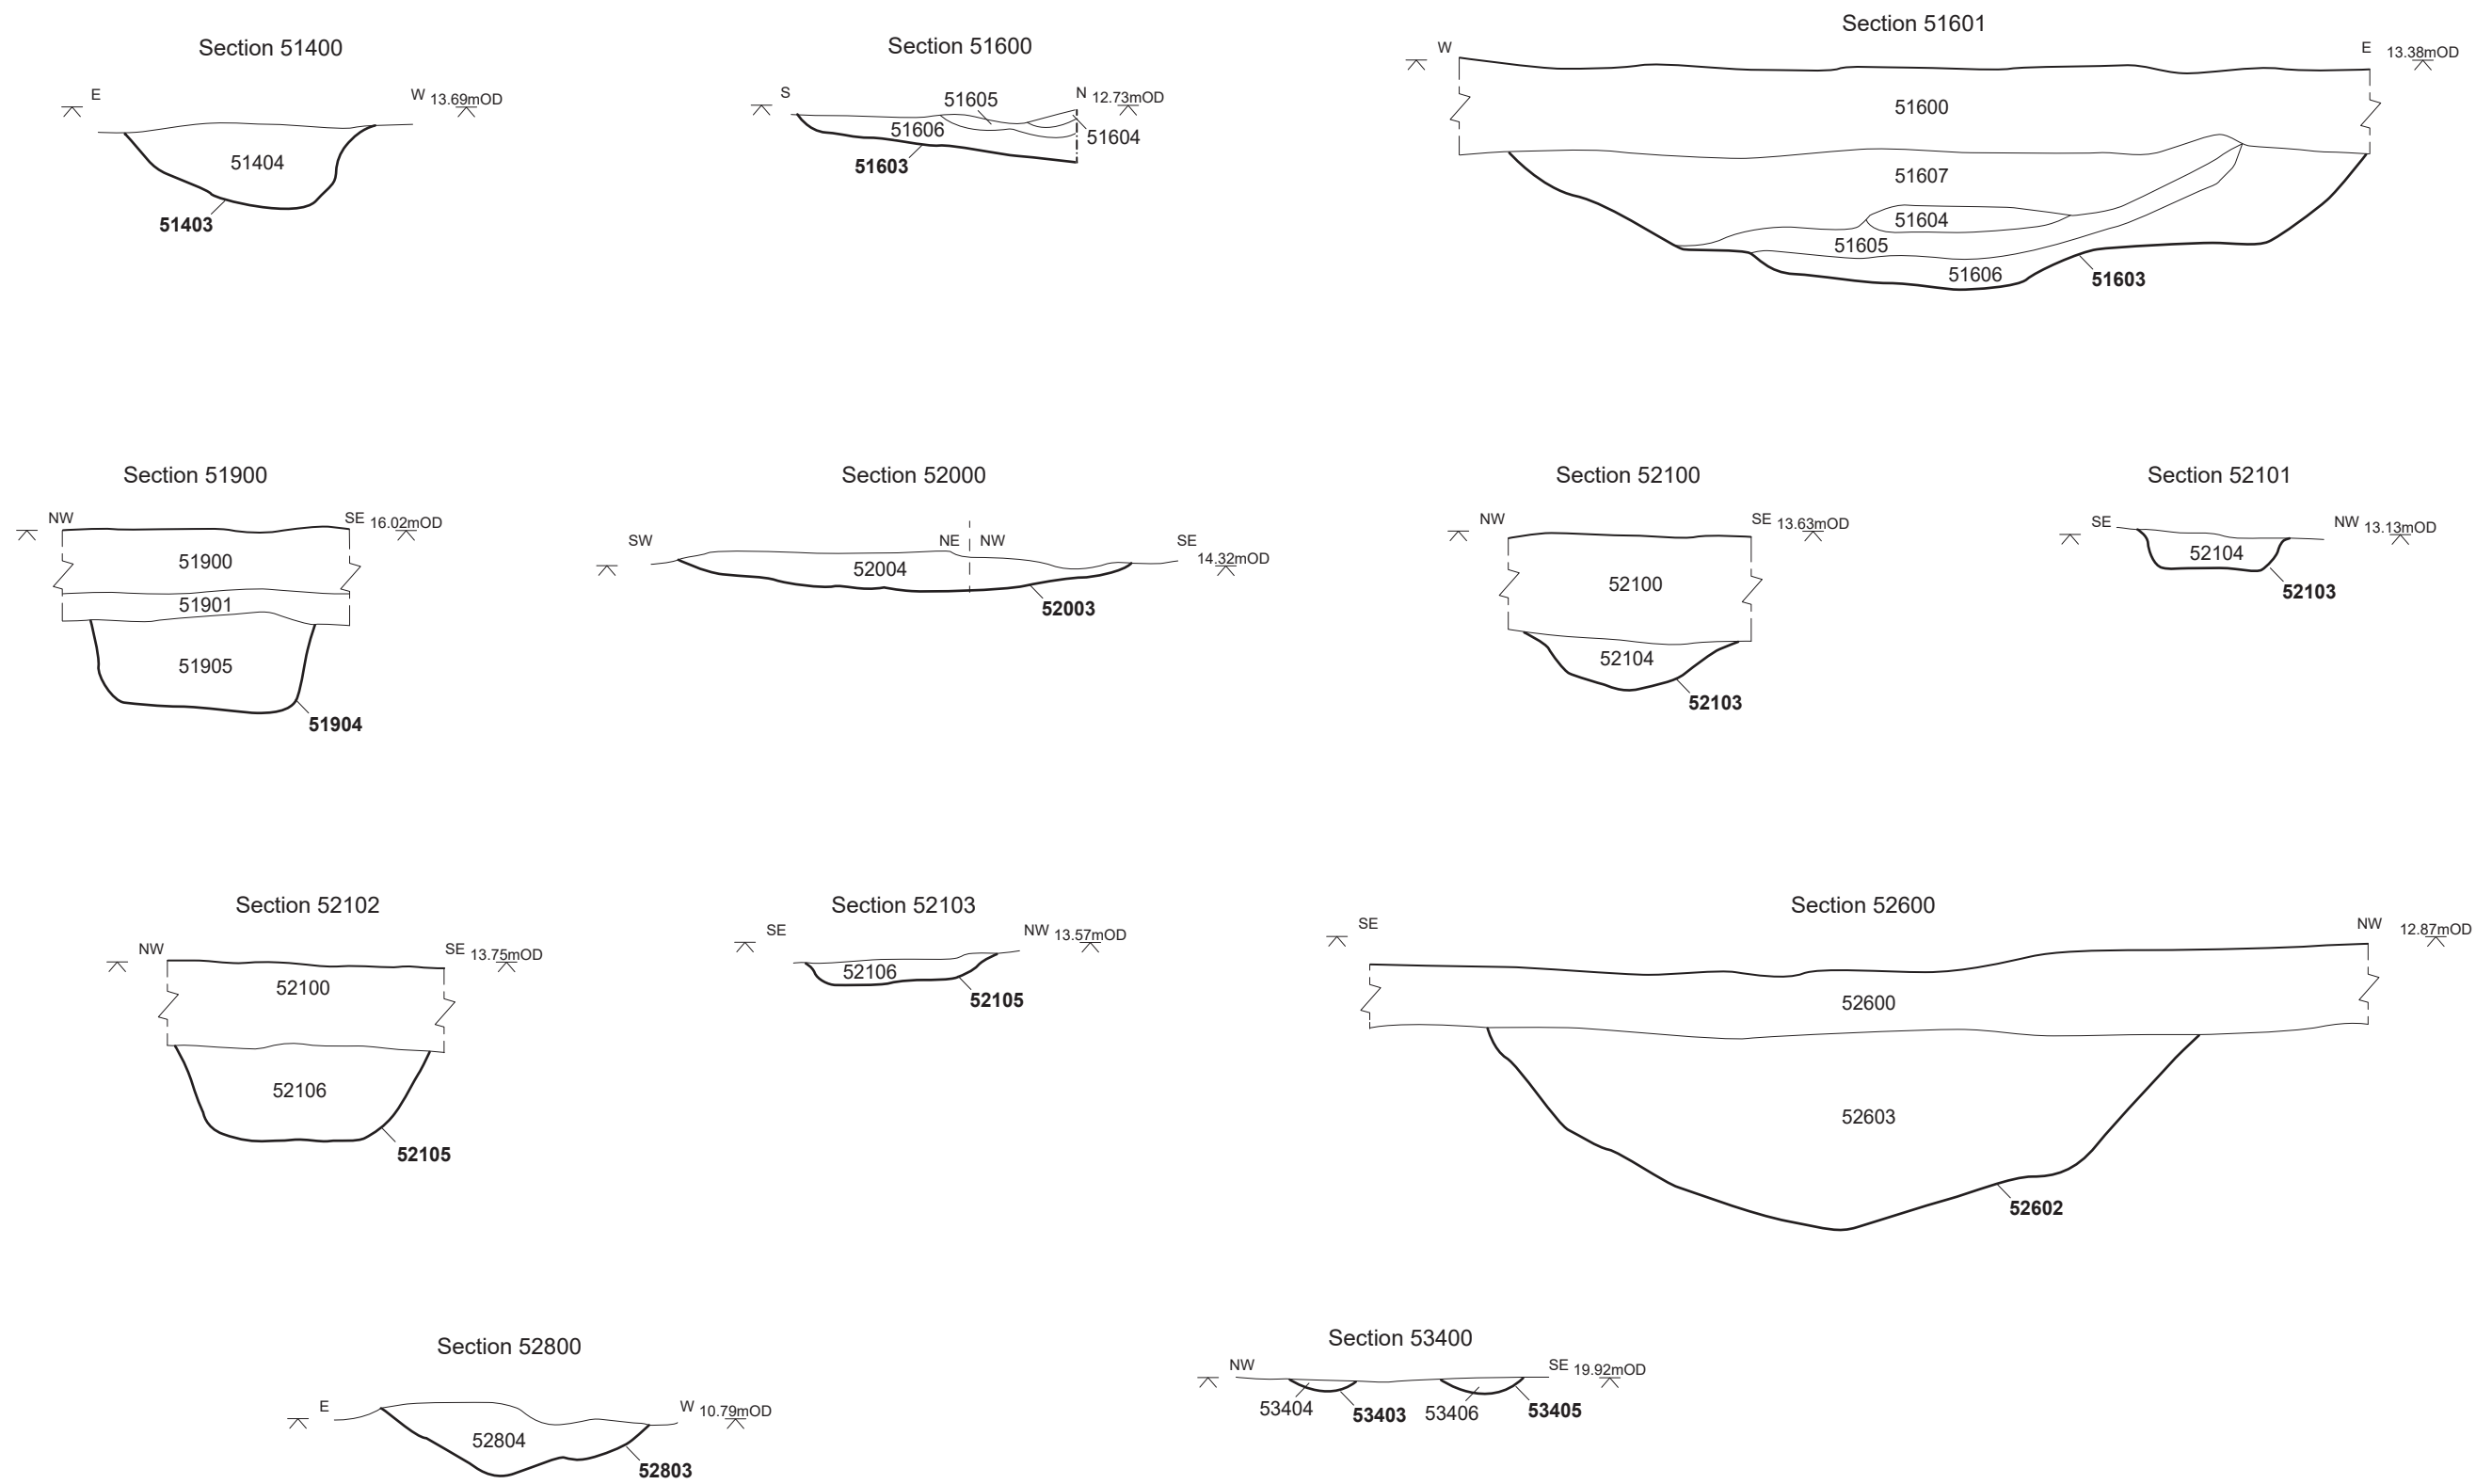 Section 51400
E
W 13.69mOD
51404
51403
Section 51600
S
N 12.73mOD
51605
51606
51604
51603
Section 51601
W
E 13.38mOD
51600
51607
51604
51605
51606
51603
Section 51900
NW
SE 16.02mOD
51900
51901
51905
51904
Section 52000
SW
NE NW
SE 14.32mOD
52004
52003
Section 52100
NW
SE 13.63mOD
52100
52104
52103
Section 52101
SE
NW 13.13mOD
52104
52103
Section 52102
NW
SE 13.75mOD
52100
52106
52105
Section 52103
SE
NW 13.57mOD
52106
52105
Section 52600
SE
NW 12.87mOD
52600
52603
52602
Section 52800
E
W 10.79mOD
52804
52803
Section 53400
NW
SE 19.92mOD
53404
53403
53406
53405